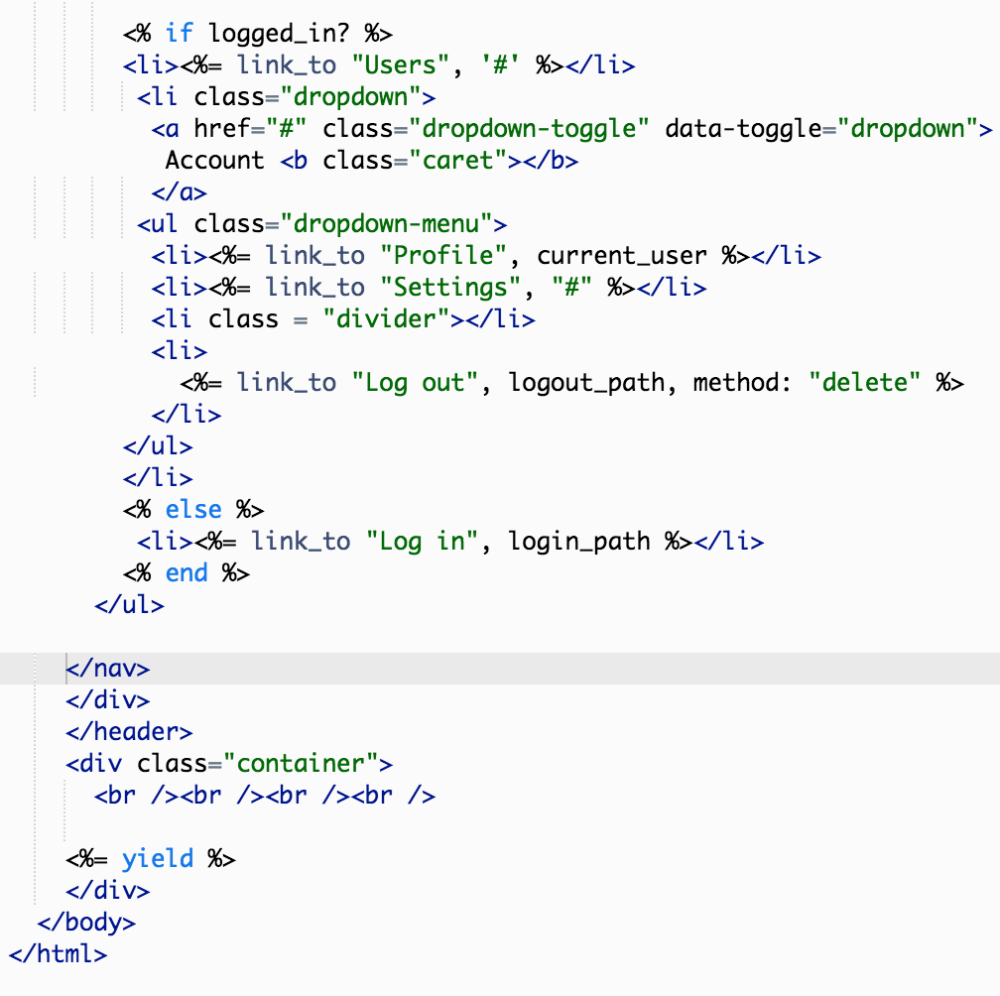 <% if logged_in? %>
<li><%= link_to "Users", '#' %></li>
<li class="dropdown">
<a href="#" class="dropdown-toggle" data-toggle="dropdown">
Account <b class="caret"></b>
</a>
<ul class="dropdown-menu">
<li><%= link_to "Profile", current_user %></li>
<li><%= link_to "Settings", "#" %></li>
<li class = "divider"></li>
<li>
<%= link_to "Log out", logout_path, method: "delete" %>
</li>
</ul>
</li>
<% else %>
<li><%= link_to "Log in", login_path %></li>
<% end %>
</ul>
</nav>
</div>
</header>
<div class="container">
<br /><br /><br /><br />
<%= yield %>
</div>
</body>
</html>